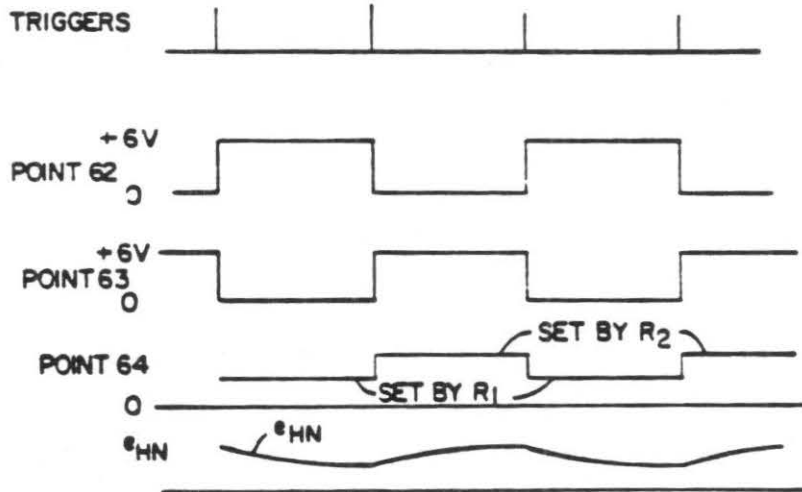 TRIGGERS
+6V
POINT 62
0
+6V
POINT 63
0
SET BY R2
POINT 64
SET BY R1
0
eHN
eHN